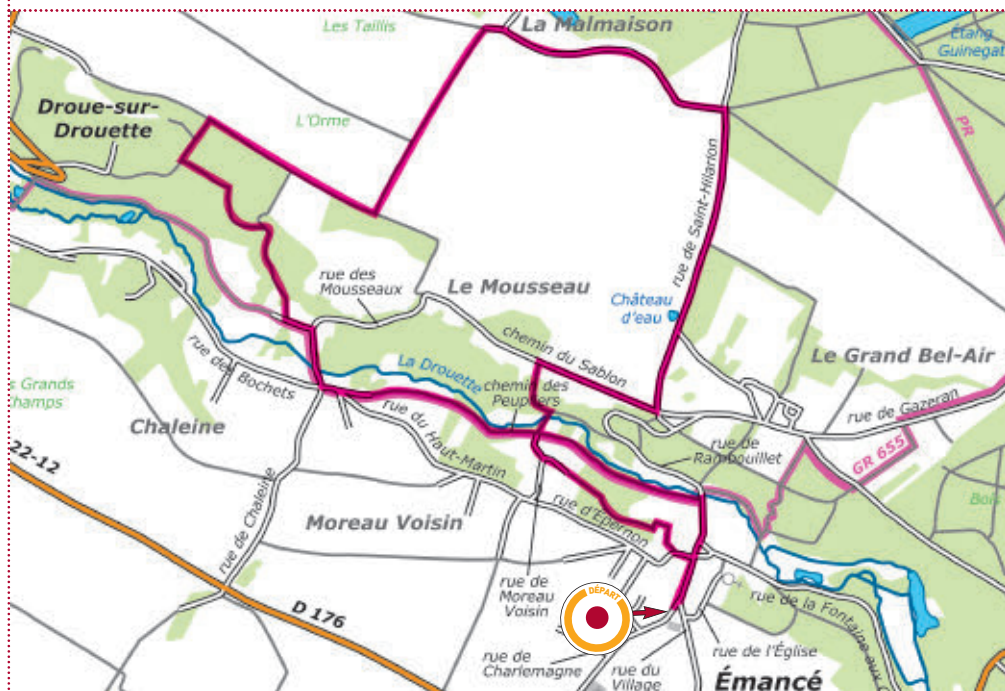 Les Taillis
La Malmaison
Étang
Guinegat
Droue-sur-
Drouette
L'Orme
PR
rue de Saint-Hilarion
rue des
Mousseaux
Le Mousseau
Château
d'eau
chemin du Sablon
Le Grand Bel-Air
La Drouette
chemin des
Peupliers
rue de Gazeran
rue des Bochets
Grands
Chaleine
rue du Haut-Martin
rue de
Rambouillet
GR 655
22-12
rue d'Épernon
Moreau Voisin
rue de Chaleine
rue de
Moreau
Voisin
DÉPART
D 176
rue de la Fontaine aux
rue de
Charlemagne
rue du
Village
rue de l'Église
Émancé